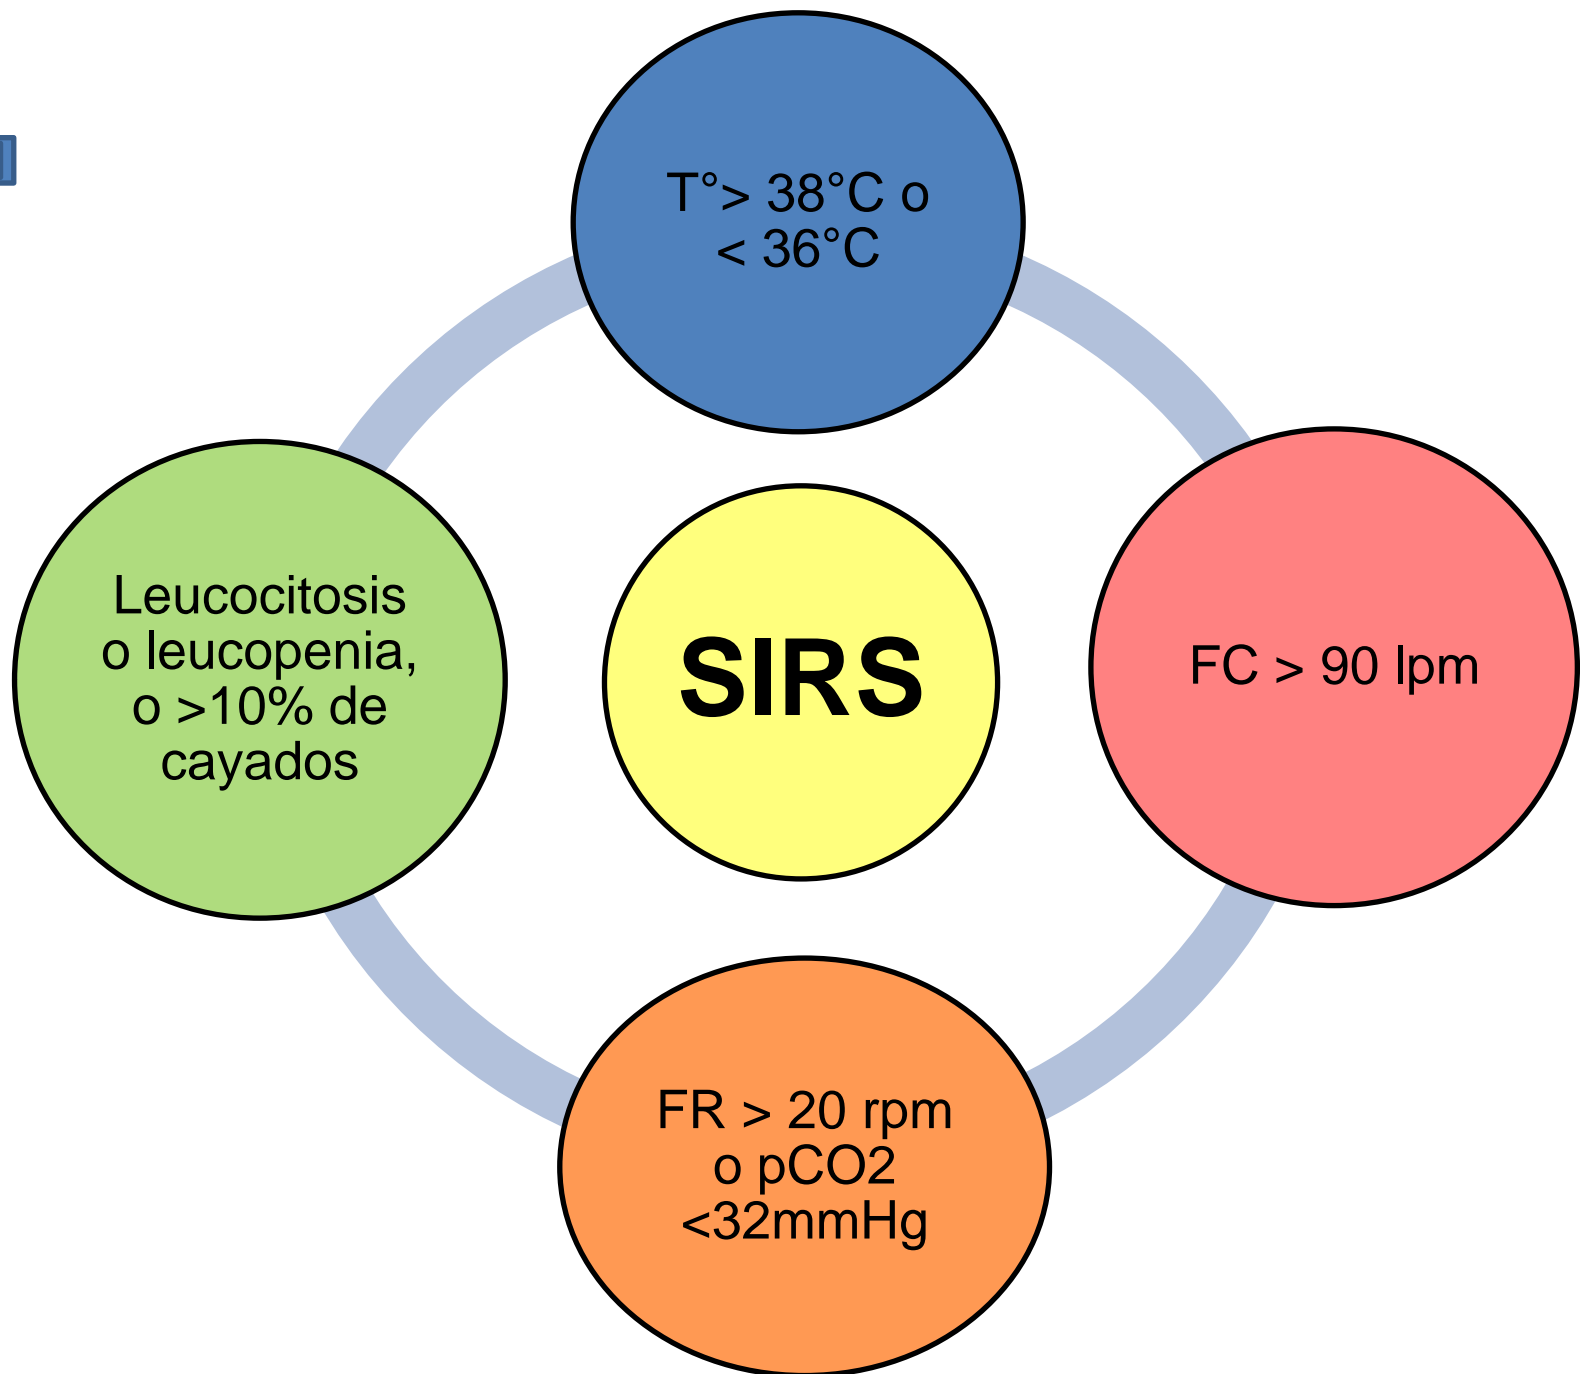 T°> 38°C o
< 36°C
Leucocitosis
o leucopenia,
o >10% de
cayados
SIRS
FC > 90 lpm
FR > 20 rpm
o pCO2
<32mmHg